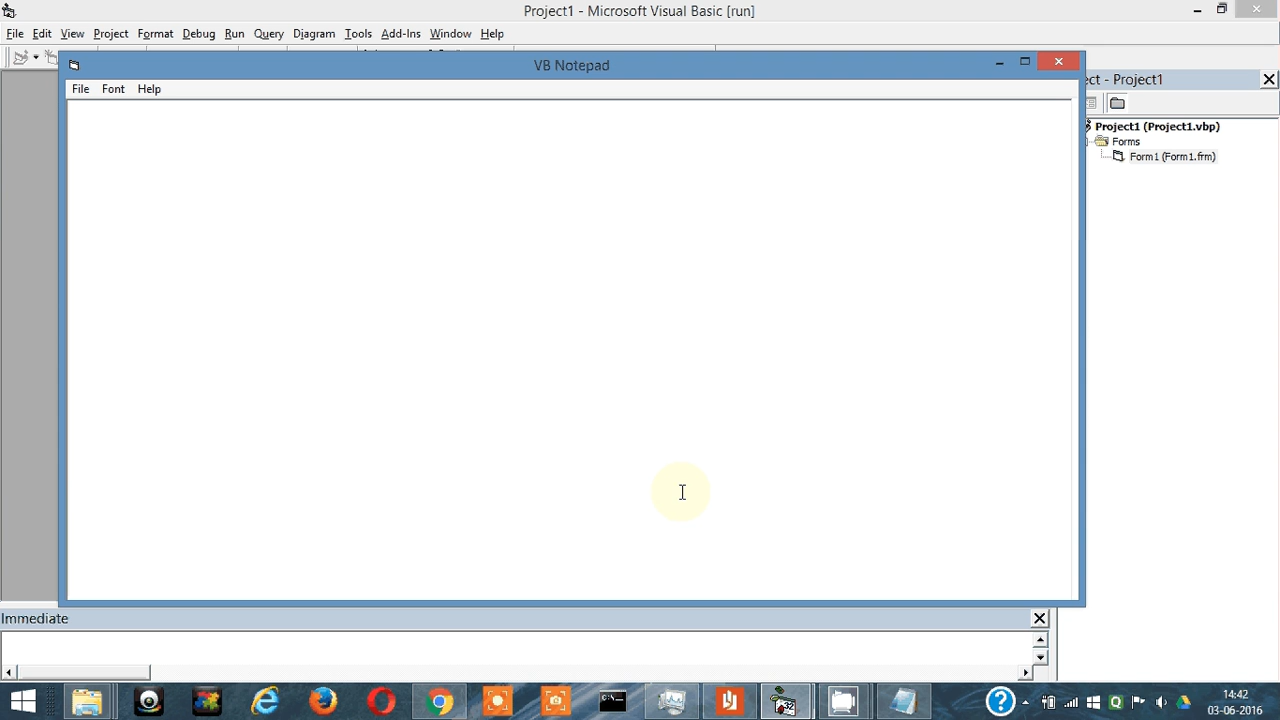 Project1 - Microsoft Visual Basic [run]
File Edit View Project Format Debug Run Query Diagram Tools Add-Ins Window Help
VB Notepad
File Font Help
ect - Project1
Project1 (Project1.vbp)
Forms
Form1 (Form1.frm)
Immediate
14:42
03-06-2016